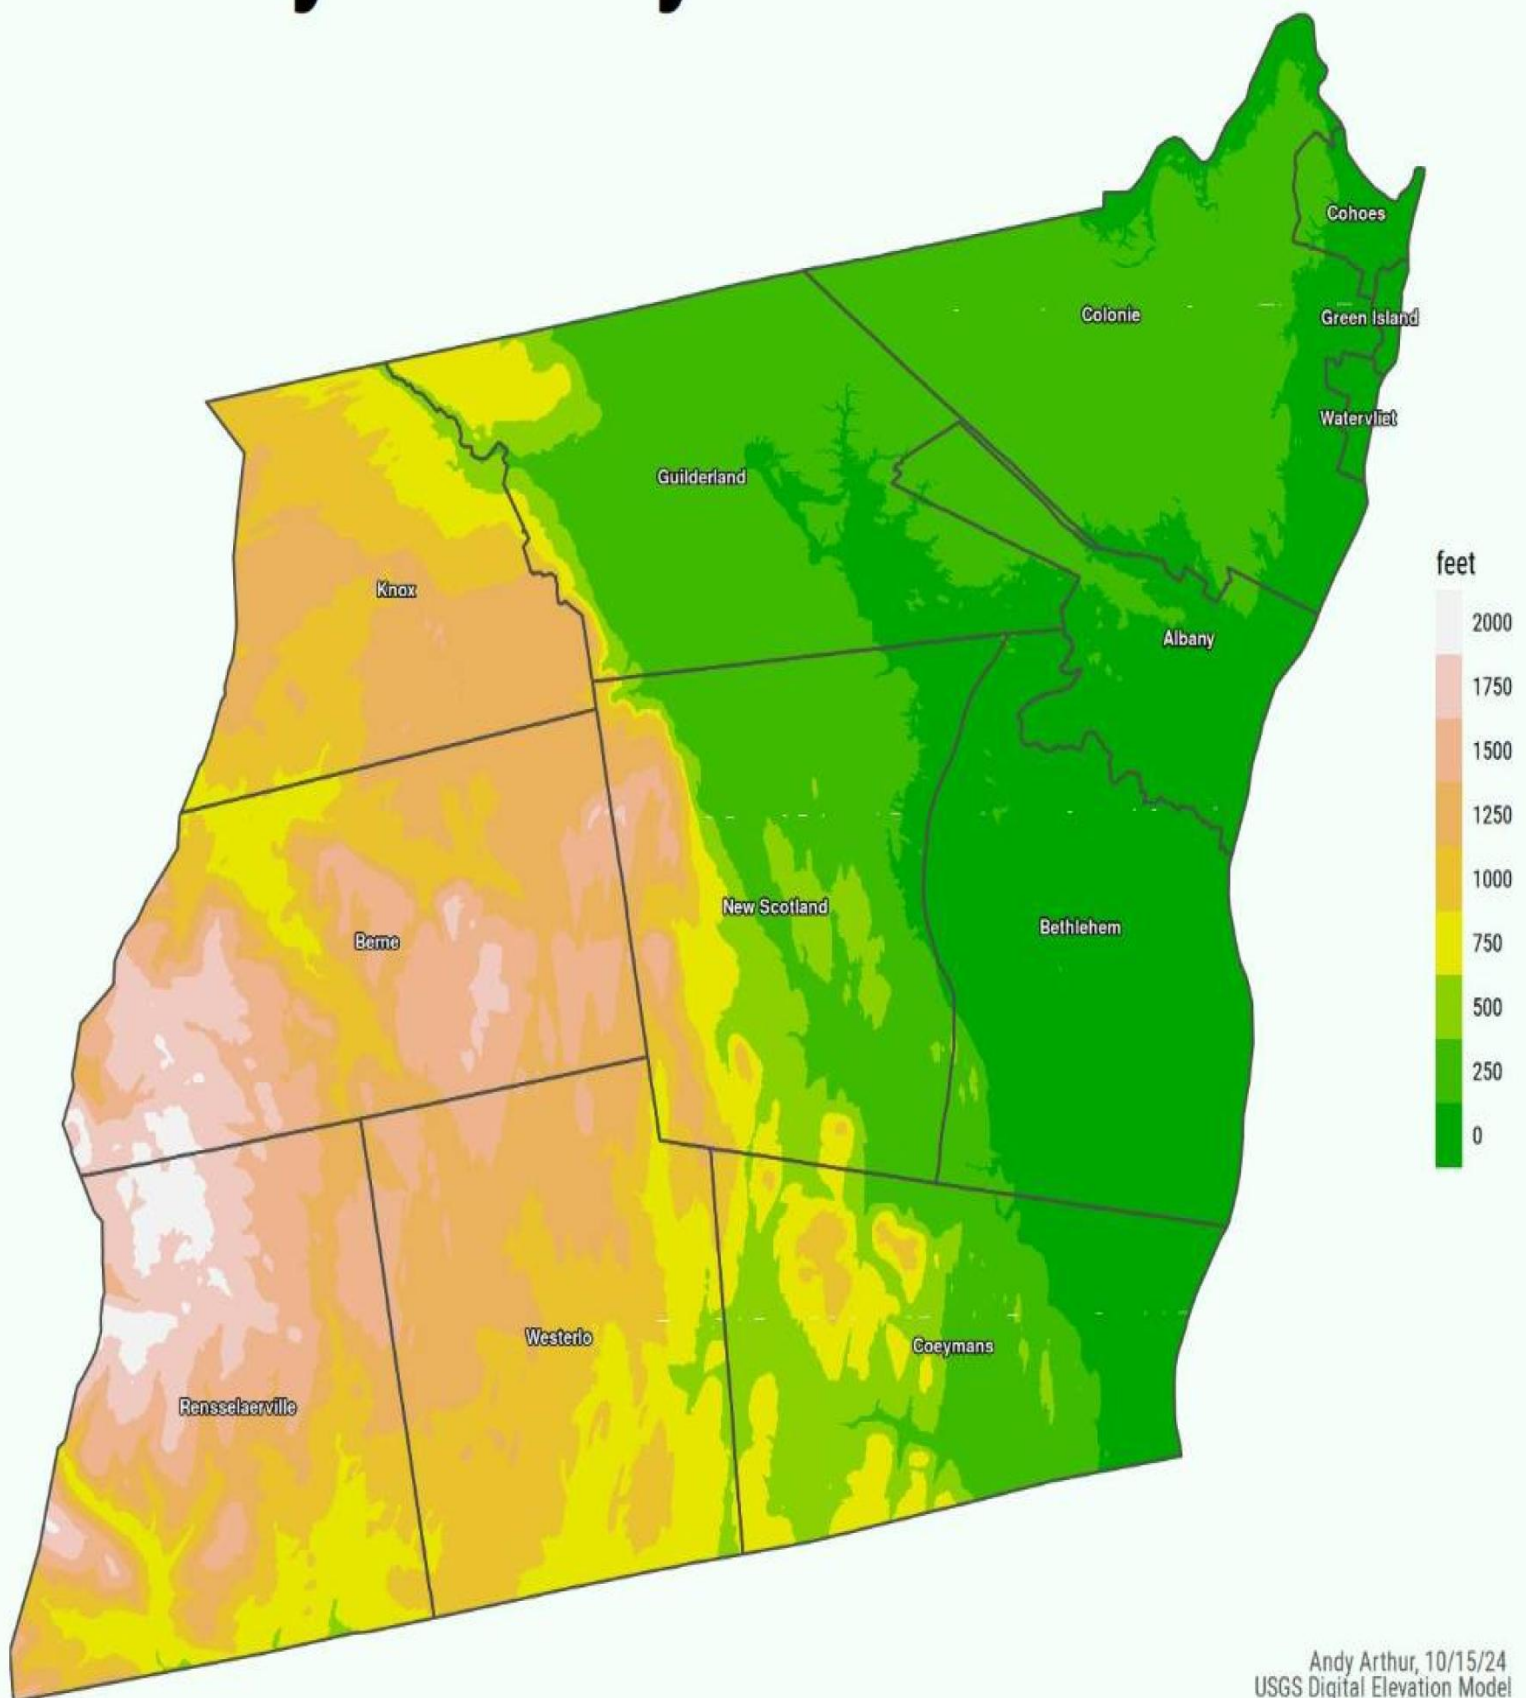 Cohoes
Colonie
Green Island
Watervliet
Guilderland
feet
Knox
2000
Albany
1750
1500
1250
1000
New Scotland
Bethlehem
Berne
750
500
250
0
Westerlo
Coeymans
Rensselaerville
Andy Arthur, 10/15/24
USGS Digital Elevation Model